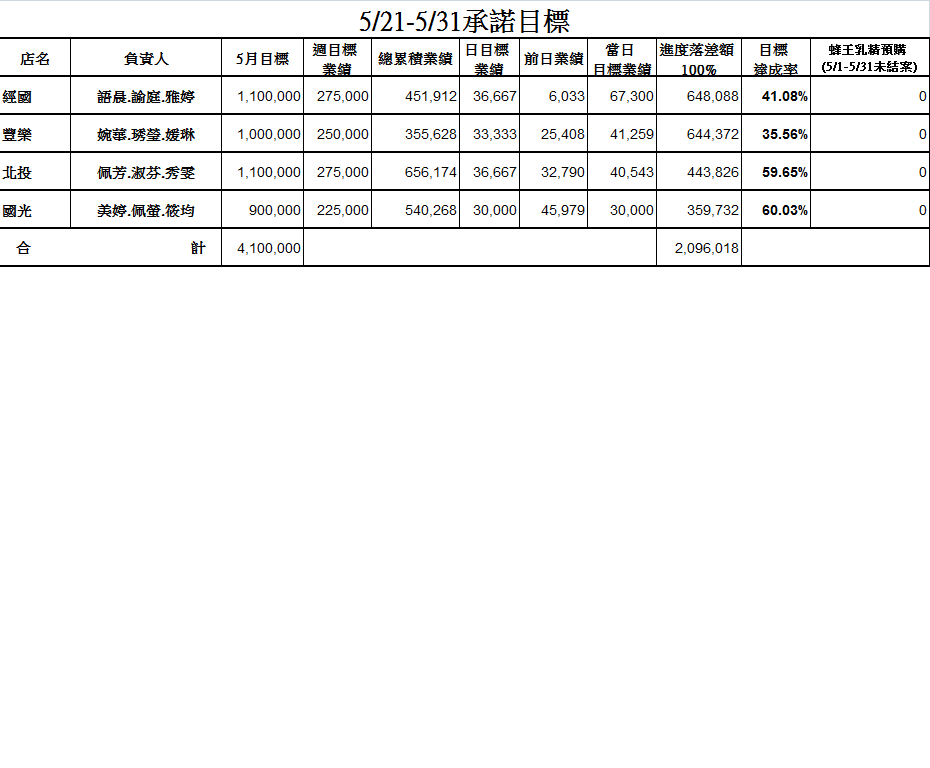 5/21-5/31承諾目標
店名 負責人 5月目標 週目標業績 總累積業績 日目標業績 前日業績 當日目標業績 進度落差額100% 目標達成率 蜂王乳精預購(5/1-5/31未結案)
經國 語晨.諭庭.雅婷 1,100,000 275,000 451,912 36,667 6,033 67,300 648,088 41.08% 0
豐樂 婉華.琇瑩.媛琳 1,000,000 250,000 355,628 33,333 25,408 41,259 644,372 35.56% 0
北投 佩芳.淑芬.秀雯 1,100,000 275,000 656,174 36,667 32,790 40,543 443,826 59.65% 0
國光 美婷.佩螢.筱均 900,000 225,000 540,268 30,000 45,979 30,000 359,732 60.03% 0
合計 4,100,000 2,096,018